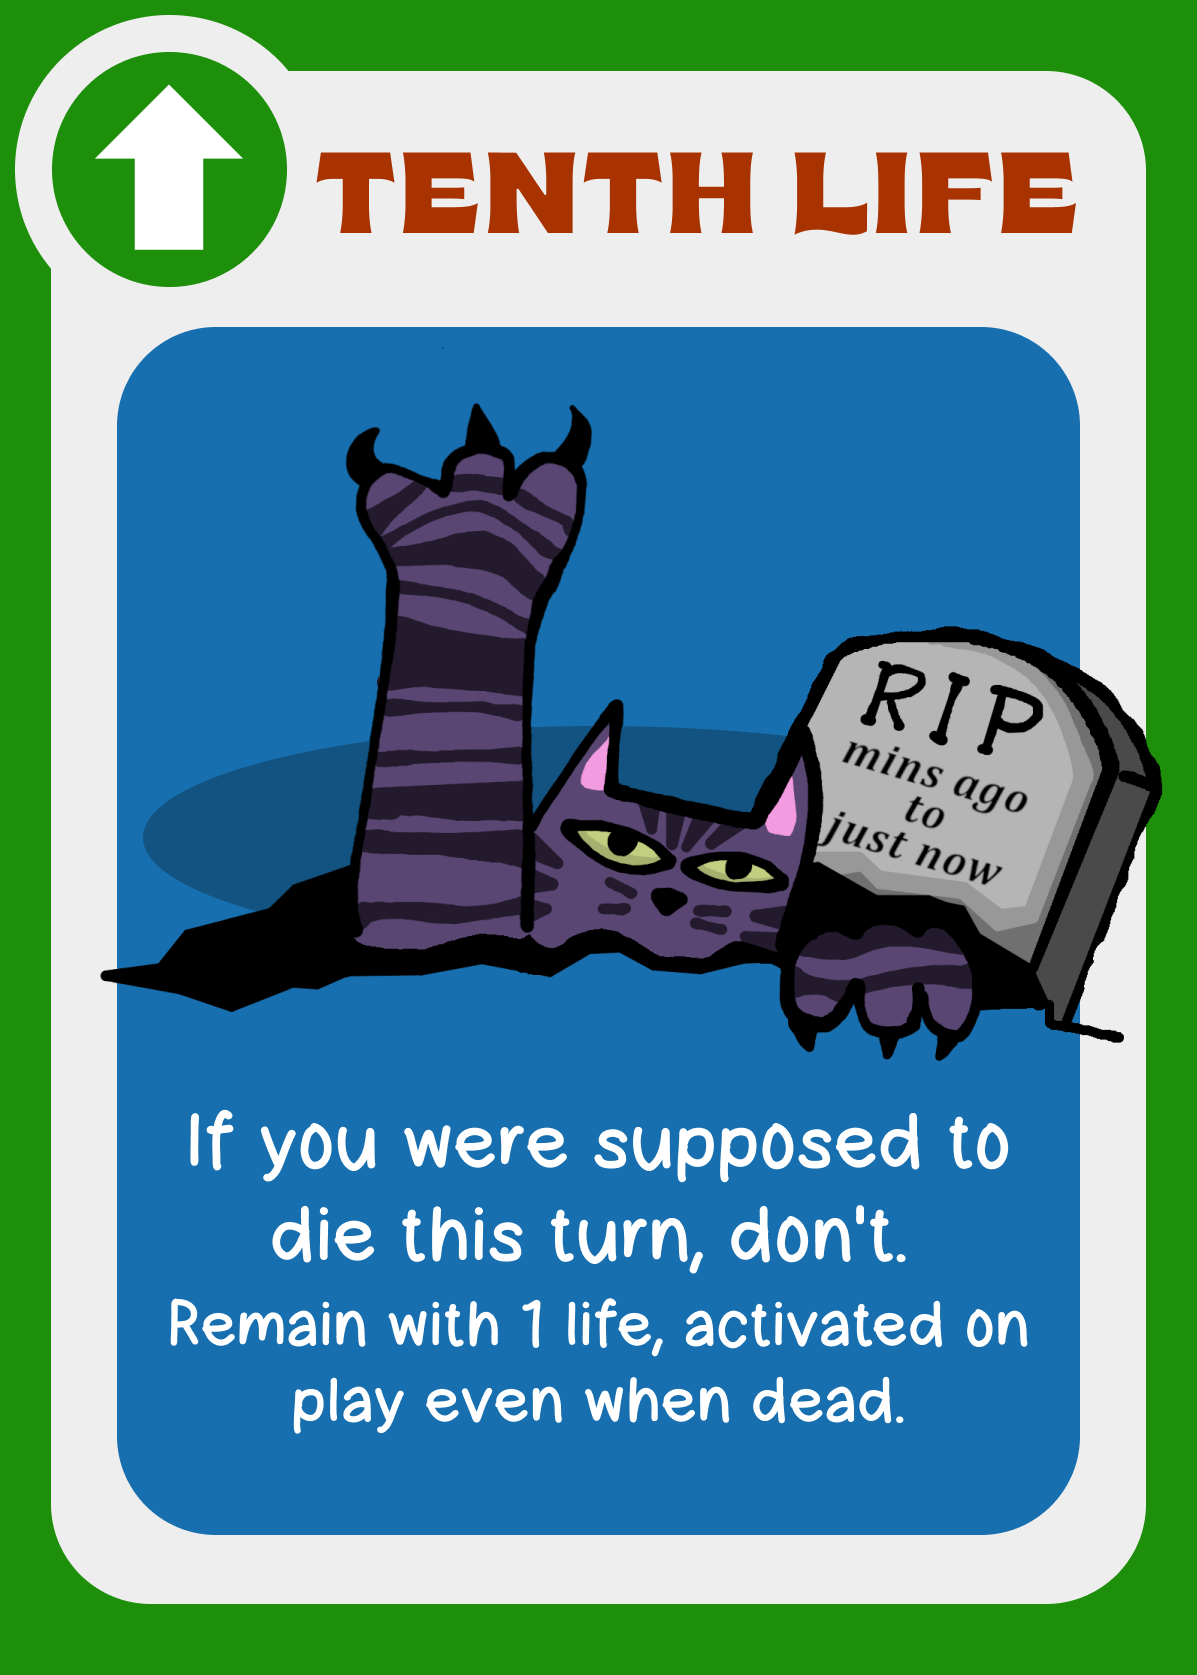 TENTH LIFE
RIP
mins ago
to
just now
If you were supposed to
die this turn, don't.
Remain with 1 life, activated on
play even when dead.